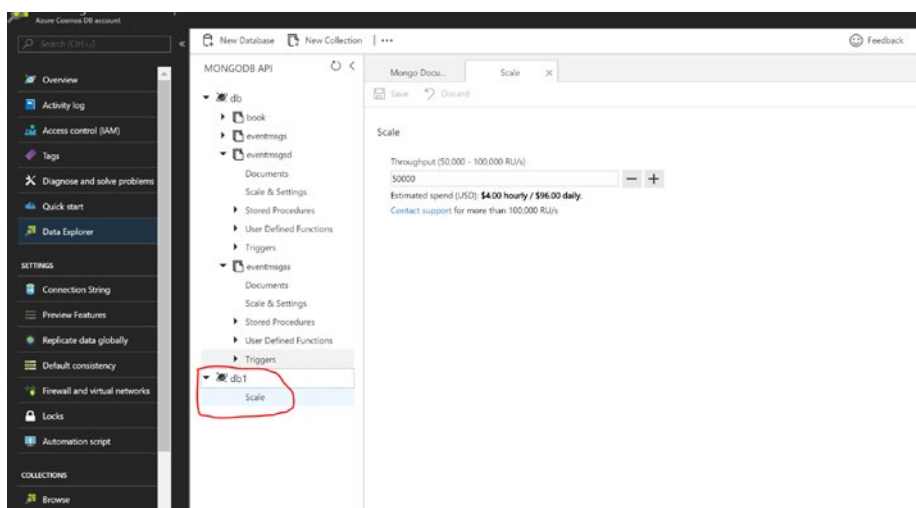 Azure Cosmos DB account
Search (Ctrl+/)
Overview
Activity log
Access control (IAM)
Tags
Diagnose and solve problems
Quick start
Data Explorer
SETTINGS
Connection String
Preview Features
Replicate data globally
Default consistency
Firewall and virtual networks
Locks
Automation script
COLLECTIONS
Browse
New Database New Collection
Feedback
MONGODB API
db
book
eventmsgs
eventmsgsd
Documents
Scale & Settings
Stored Procedures
User Defined Functions
Triggers
eventmsgss
Documents
Scale & Settings
Stored Procedures
User Defined Functions
Triggers
db1
Scale
Mongo Docu... Scale
Save Discard
Scale
Throughput (50,000 - 100,000 RU/s)
50000
Estimated spend (USD): $4.00 hourly / $96.00 daily.
Contact support for more than 100,000 RU/s